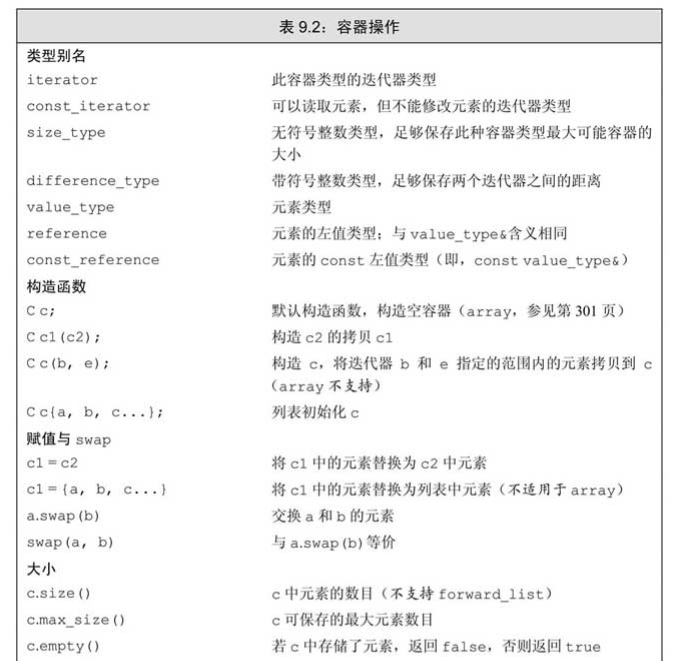 表 9.2：容器操作
类型别名
iterator 此容器类型的迭代器类型
const_iterator 可以读取元素，但不能修改元素的迭代器类型
size_type 无符号整数类型，足够保存此种容器类型最大可能容器的
大小
difference_type 带符号整数类型，足够保存两个迭代器之间的距离
value_type 元素类型
reference 元素的左值类型；与 value_type&含义相同
const_reference 元素的 const 左值类型（即，const value_type&）
构造函数
C c; 默认构造函数，构造空容器（array，参见第 301 页）
C c1(c2); 构造 c2 的拷贝 c1
C c(b, e); 构造 c，将迭代器 b 和 e 指定的范围内的元素拷贝到 c
（array 不支持）
C c{a, b, c...}; 列表初始化 c
赋值与 swap
c1 = c2 将 c1 中的元素替换为 c2 中元素
c1 = {a, b, c...} 将 c1 中的元素替换为列表中元素（不适用于 array）
a.swap(b) 交换 a 和 b 的元素
swap(a, b) 与 a.swap(b)等价
大小
c.size() c 中元素的数目（不支持 forward_list）
c.max_size() c 可保存的最大元素数目
c.empty() 若 c 中存储了元素，返回 false，否则返回 true